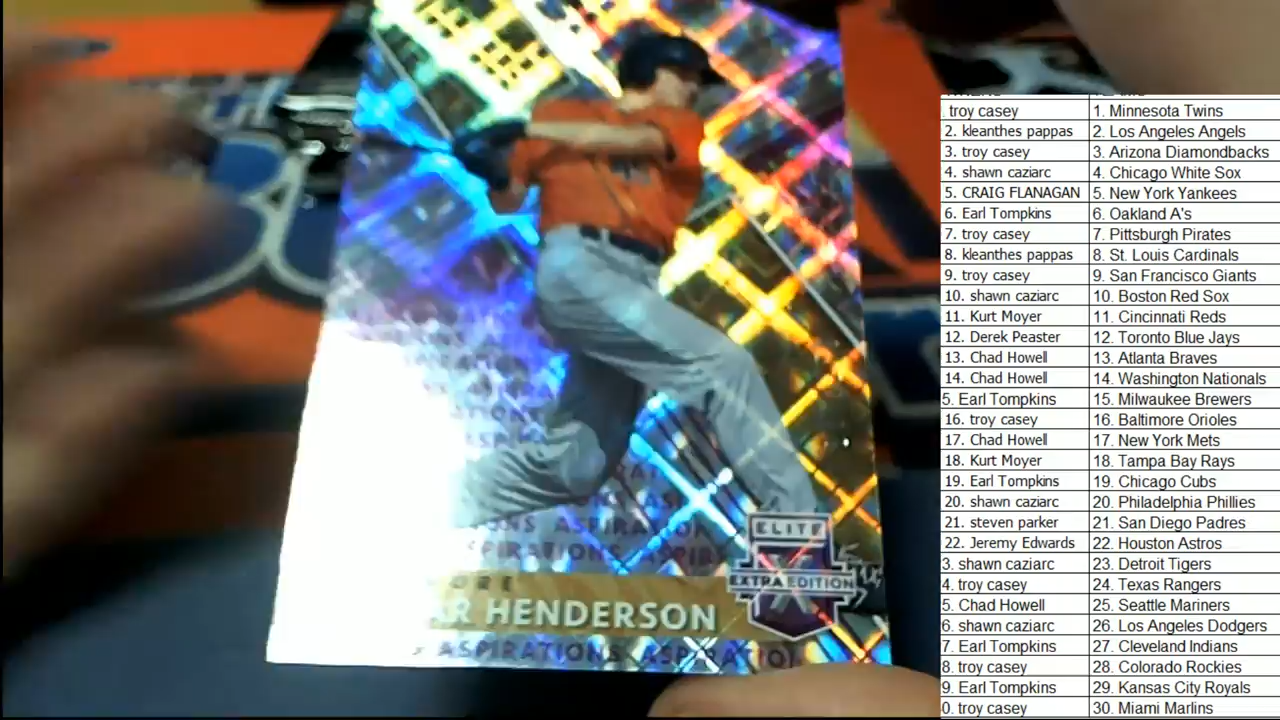 ORE
AR HENDERSON
ELITE
EXTRA EDITION
ONS ASPIRATION
PIRATIONS ASPIR
ASPIRATIONS ASPIRATIO
. troy casey 1. Minnesota Twins
2. kleanthes pappas 2. Los Angeles Angels
3. troy casey 3. Arizona Diamondbacks
4. shawn caziarc 4. Chicago White Sox
5. CRAIG FLANAGAN 5. New York Yankees
6. Earl Tompkins 6. Oakland A's
7. troy casey 7. Pittsburgh Pirates
8. kleanthes pappas 8. St. Louis Cardinals
9. troy casey 9. San Francisco Giants
10. shawn caziarc 10. Boston Red Sox
11. Kurt Moyer 11. Cincinnati Reds
12. Derek Peaster 12. Toronto Blue Jays
13. Chad Howell 13. Atlanta Braves
14. Chad Howell 14. Washington Nationals
5. Earl Tompkins 15. Milwaukee Brewers
16. troy casey 16. Baltimore Orioles
17. Chad Howell 17. New York Mets
18. Kurt Moyer 18. Tampa Bay Rays
19. Earl Tompkins 19. Chicago Cubs
20. shawn caziarc 20. Philadelphia Phillies
21. steven parker 21. San Diego Padres
22. Jeremy Edwards 22. Houston Astros
3. shawn caziarc 23. Detroit Tigers
4. troy casey 24. Texas Rangers
5. Chad Howell 25. Seattle Mariners
6. shawn caziarc 26. Los Angeles Dodgers
7. Earl Tompkins 27. Cleveland Indians
8. troy casey 28. Colorado Rockies
9. Earl Tompkins 29. Kansas City Royals
0. troy casey 30. Miami Marlins